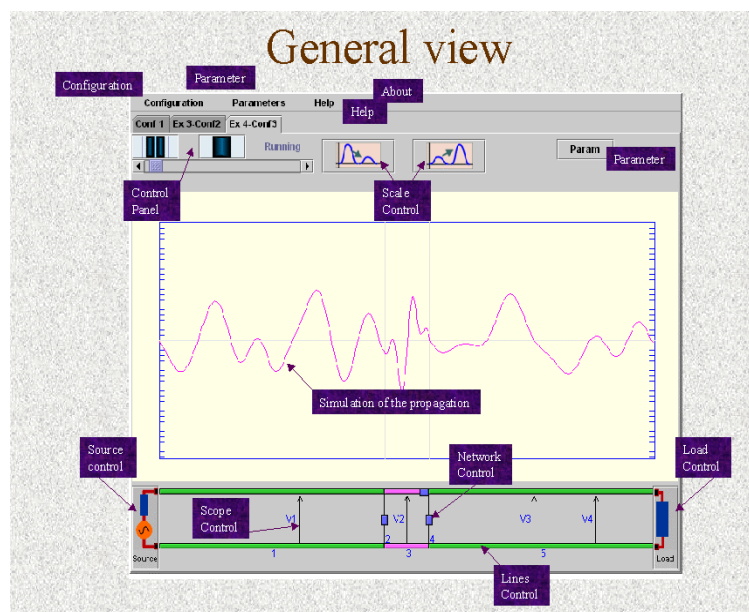 General view
Configuration
Parameter
About
Help
Configuration Parameters Help
Conf 1 Ex 3-Conf2 Ex 4-Conf3
Running
Param
Parameter
Control
Panel
Scale
Control
Simulation of the propagation
Source
control
Network
Control
Load
Control
Scope
Control
V1 V2 V3 V4
2 4
1 3 5
Source
Load
Lines
Control